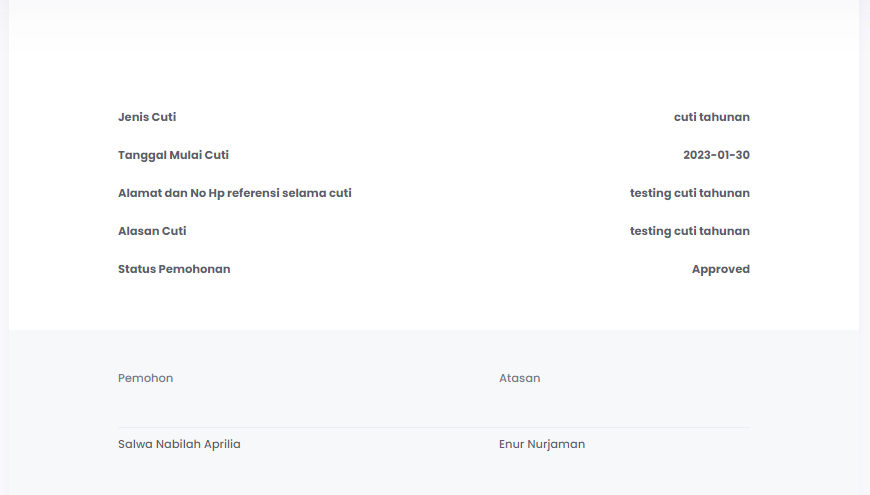 Jenis Cuti cuti tahunan
Tanggal Mulai Cuti 2023-01-30
Alamat dan No Hp referensi selama cuti testing cuti tahunan
Alasan Cuti testing cuti tahunan
Status Pemohonan Approved
Pemohon Atasan
Salwa Nabilah Aprilia Enur Nurjaman